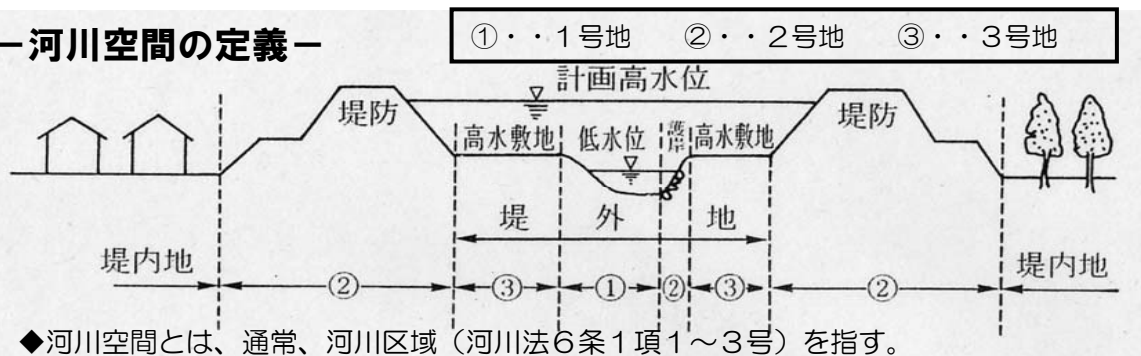 －河川空間の定義－
①・・１号地　②・・２号地　③・・３号地
計画高水位
堤防
堤防
高水敷地
低水位
護岸
高水敷地
堤外地
堤内地
堤内地
②
③
①
②
③
②
◆河川空間とは、通常、河川区域（河川法６条１項１～３号）を指す。